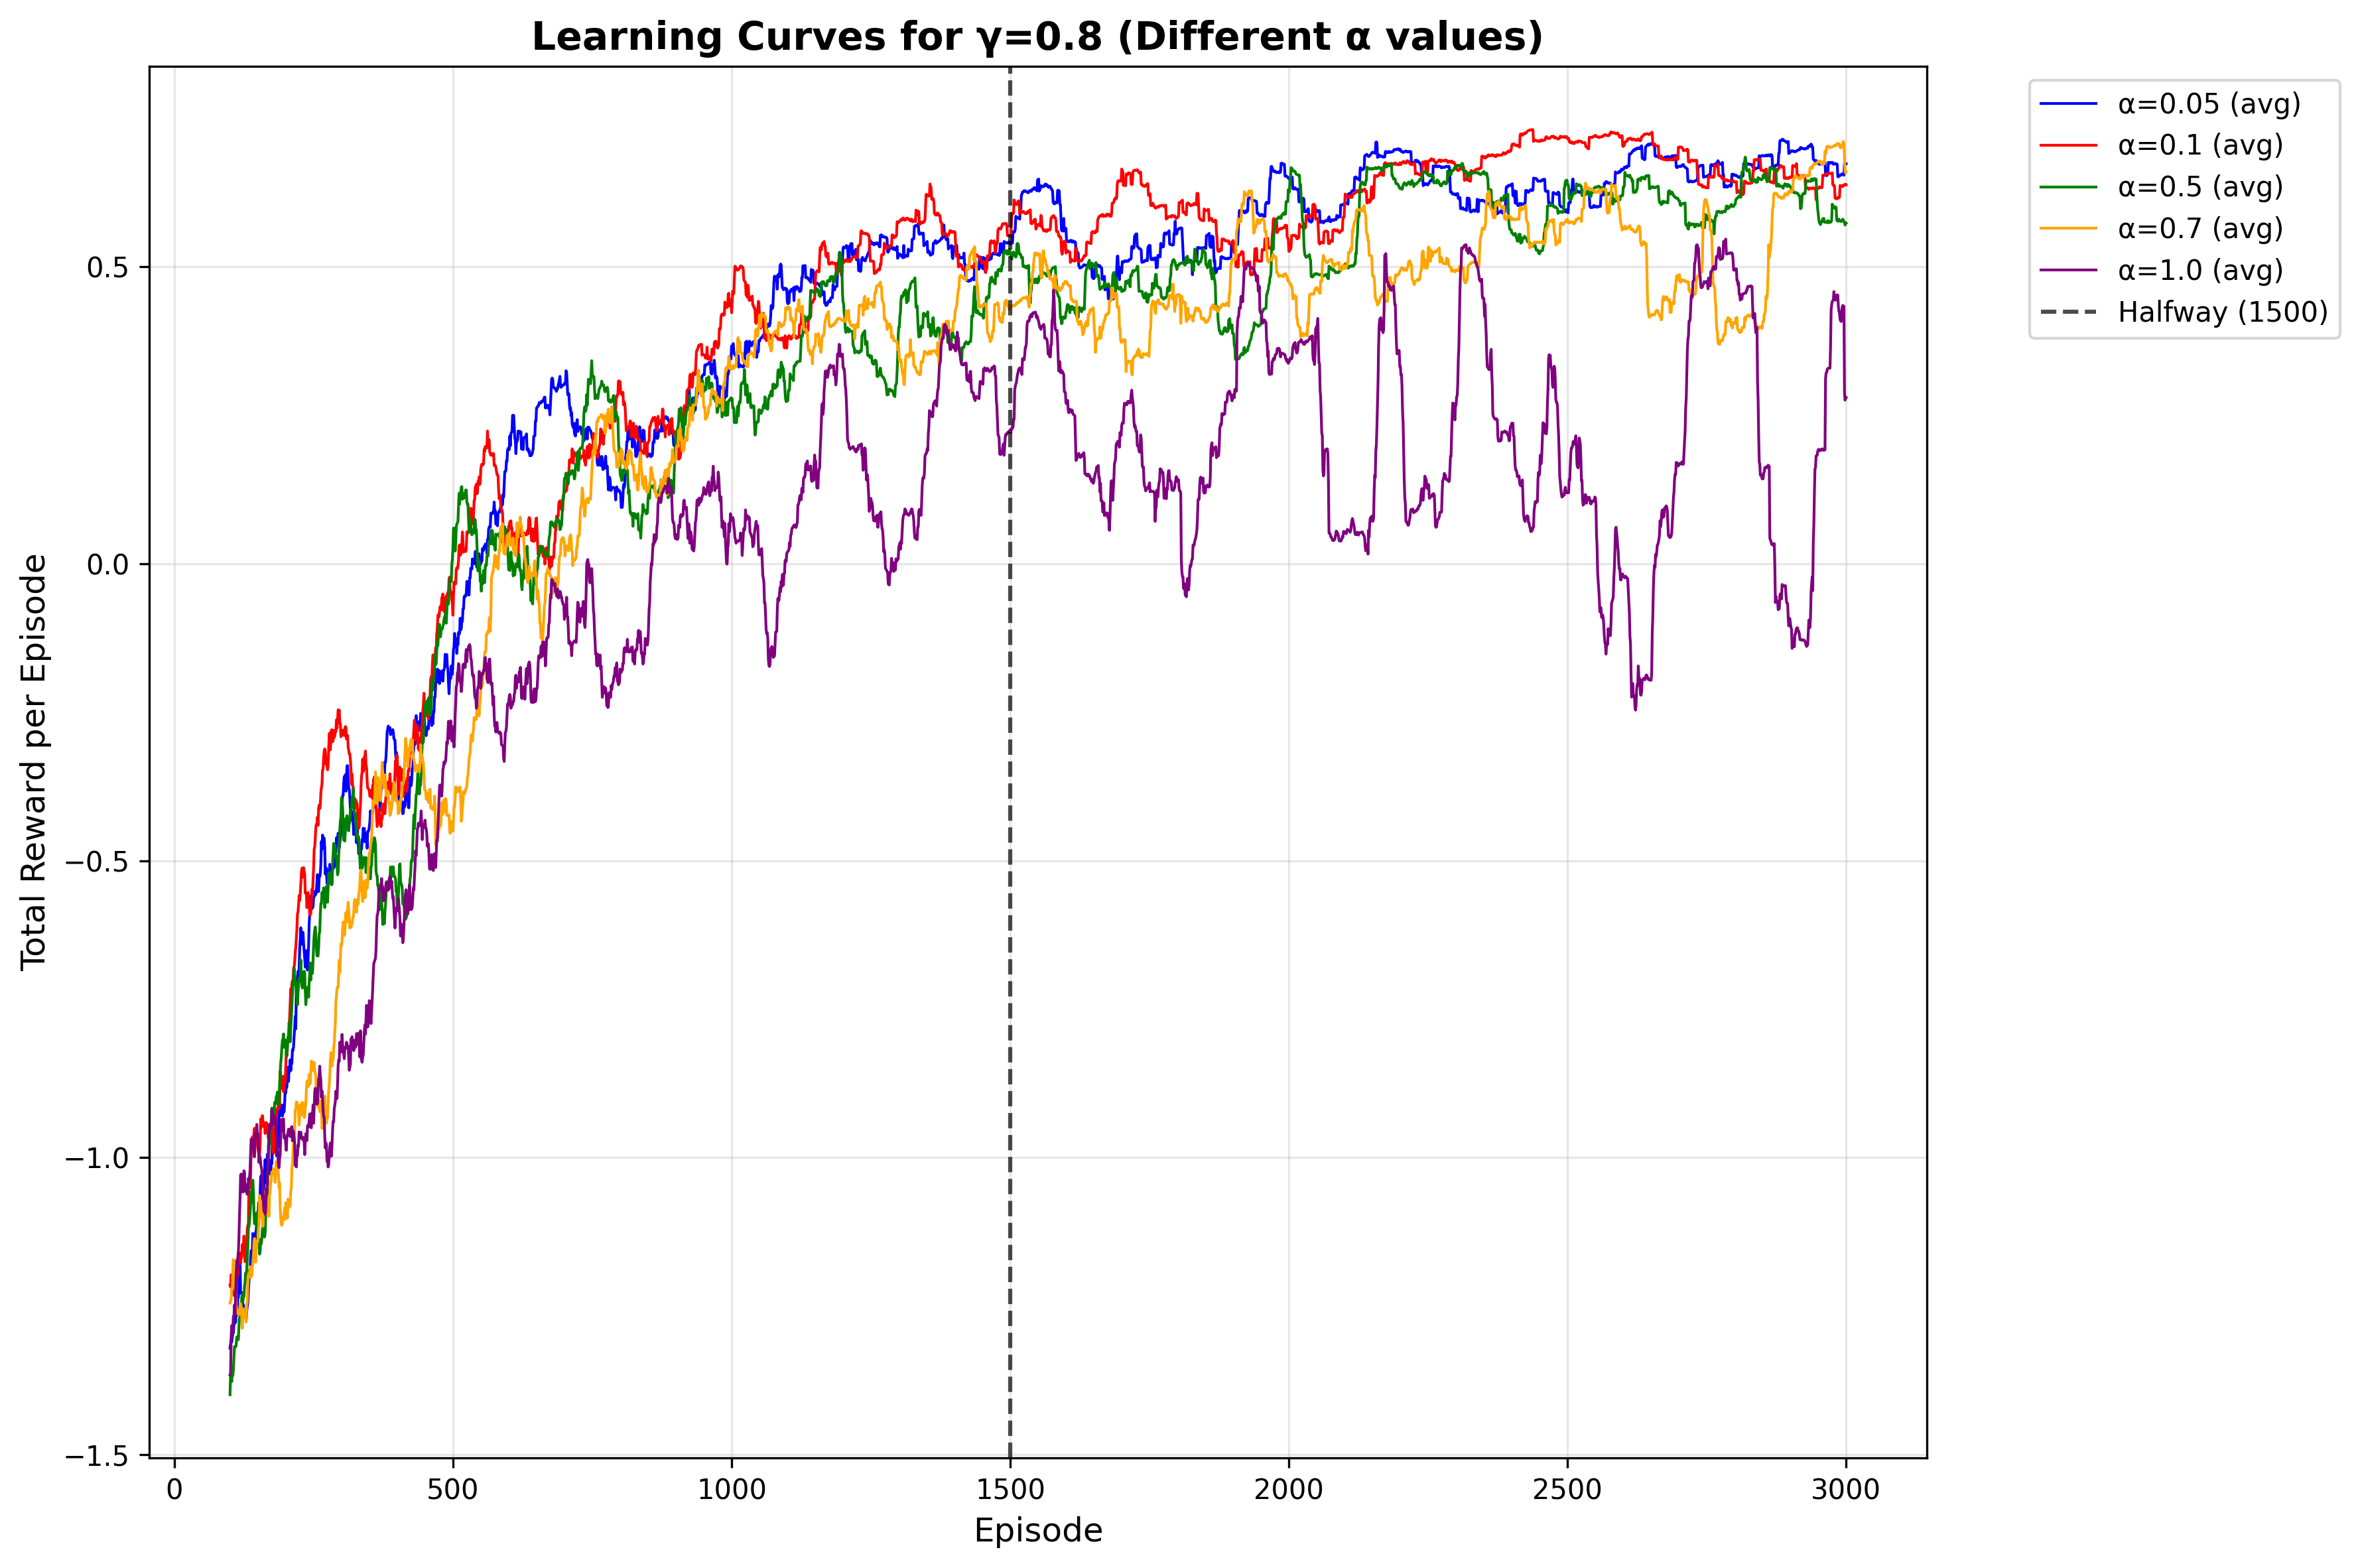 Learning Curves for γ=0.8 (Different α values)
α=0.05 (avg)
α=0.1 (avg)
α=0.5 (avg)
α=0.7 (avg)
α=1.0 (avg)
Halfway (1500)
Total Reward per Episode
0.5
0.0
−0.5
−1.0
−1.5
0 500 1000 1500 2000 2500 3000
Episode